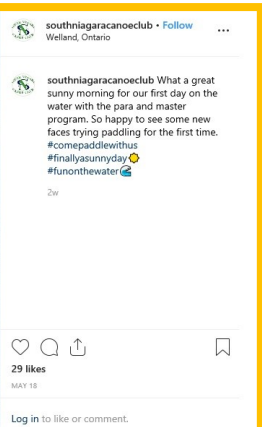 southniagaracanoeclub • Follow
Welland, Ontario
southniagaracanoeclub What a great
sunny morning for our first day on the
water with the para and master
program. So happy to see some new
faces trying paddling for the first time.
#comepaddlewithus
#finallyasunnyday🌞
#funonthewater🌊
2w
29 likes
MAY 18
Log in to like or comment.